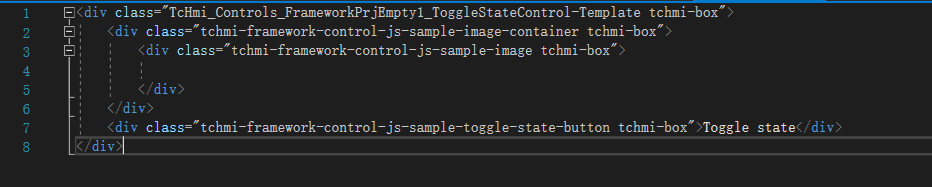 1 <div class="TcHmi_Controls_FrameworkPrjEmpty1_ToggleStateControl-Template tchmi-box">
2 <div class="tchmi-framework-control-js-sample-image-container tchmi-box">
3 <div class="tchmi-framework-control-js-sample-image tchmi-box">
4
5 </div>
6 </div>
7 <div class="tchmi-framework-control-js-sample-toggle-state-button tchmi-box">Toggle state</div>
8 </div>